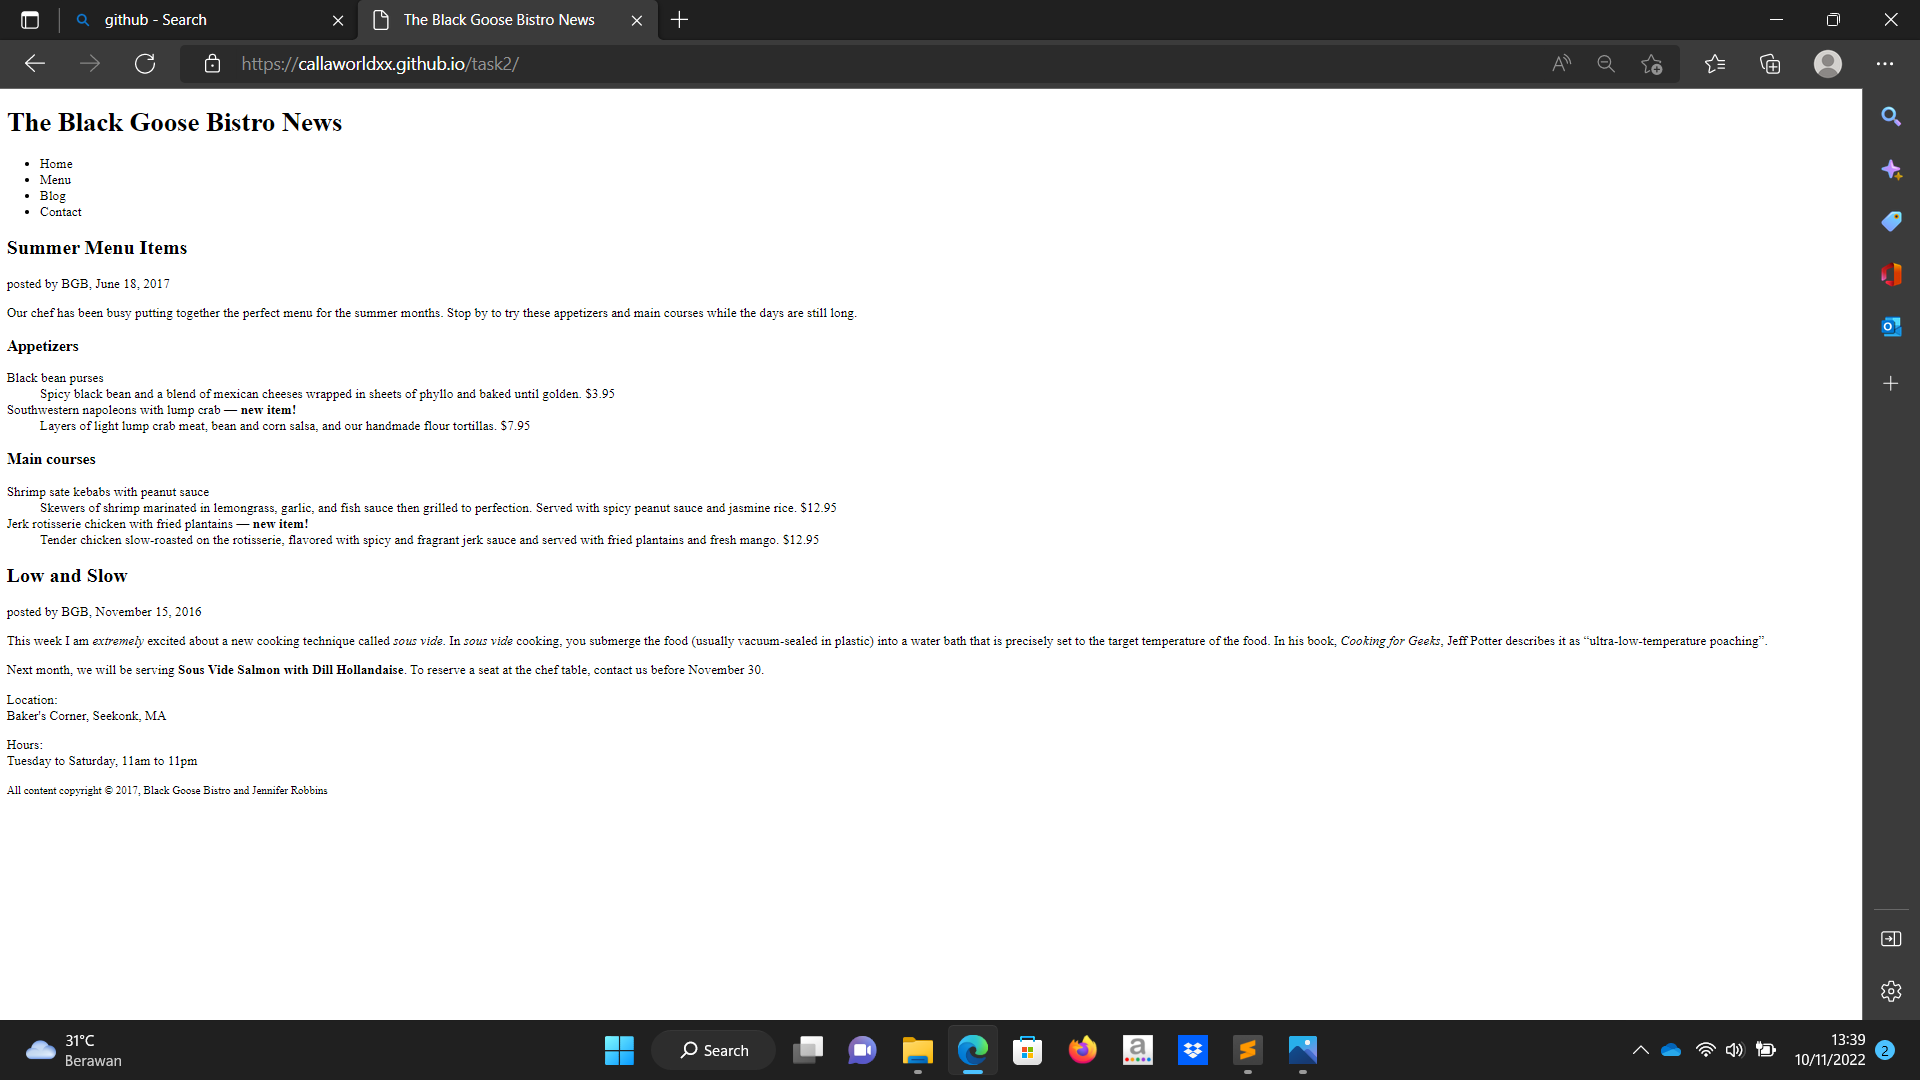 github - Search
The Black Goose Bistro News
https://callaworldxx.github.io/task2/
The Black Goose Bistro News
• Home
• Menu
• Blog
• Contact
Summer Menu Items
posted by BGB, June 18, 2017
Our chef has been busy putting together the perfect menu for the summer months. Stop by to try these appetizers and main courses while the days are still long.
Appetizers
Black bean purses
Spicy black bean and a blend of mexican cheeses wrapped in sheets of phyllo and baked until golden. $3.95
Southwestern napoleons with lump crab — new item!
Layers of light lump crab meat, bean and corn salsa, and our handmade flour tortillas. $7.95
Main courses
Shrimp sate kebabs with peanut sauce
Skewers of shrimp marinated in lemongrass, garlic, and fish sauce then grilled to perfection. Served with spicy peanut sauce and jasmine rice. $12.95
Jerk rotisserie chicken with fried plantains — new item!
Tender chicken slow-roasted on the rotisserie, flavored with spicy and fragrant jerk sauce and served with fried plantains and fresh mango. $12.95
Low and Slow
posted by BGB, November 15, 2016
This week I am extremely excited about a new cooking technique called sous vide. In sous vide cooking, you submerge the food (usually vacuum-sealed in plastic) into a water bath that is precisely set to the target temperature of the food. In his book, Cooking for Geeks, Jeff Potter describes it as “ultra-low-temperature poaching”.
Next month, we will be serving Sous Vide Salmon with Dill Hollandaise. To reserve a seat at the chef table, contact us before November 30.
Location:
Baker's Corner, Seekonk, MA
Hours:
Tuesday to Saturday, 11am to 11pm
All content copyright © 2017, Black Goose Bistro and Jennifer Robbins
31°C
Berawan
Search
13:39
10/11/2022
2